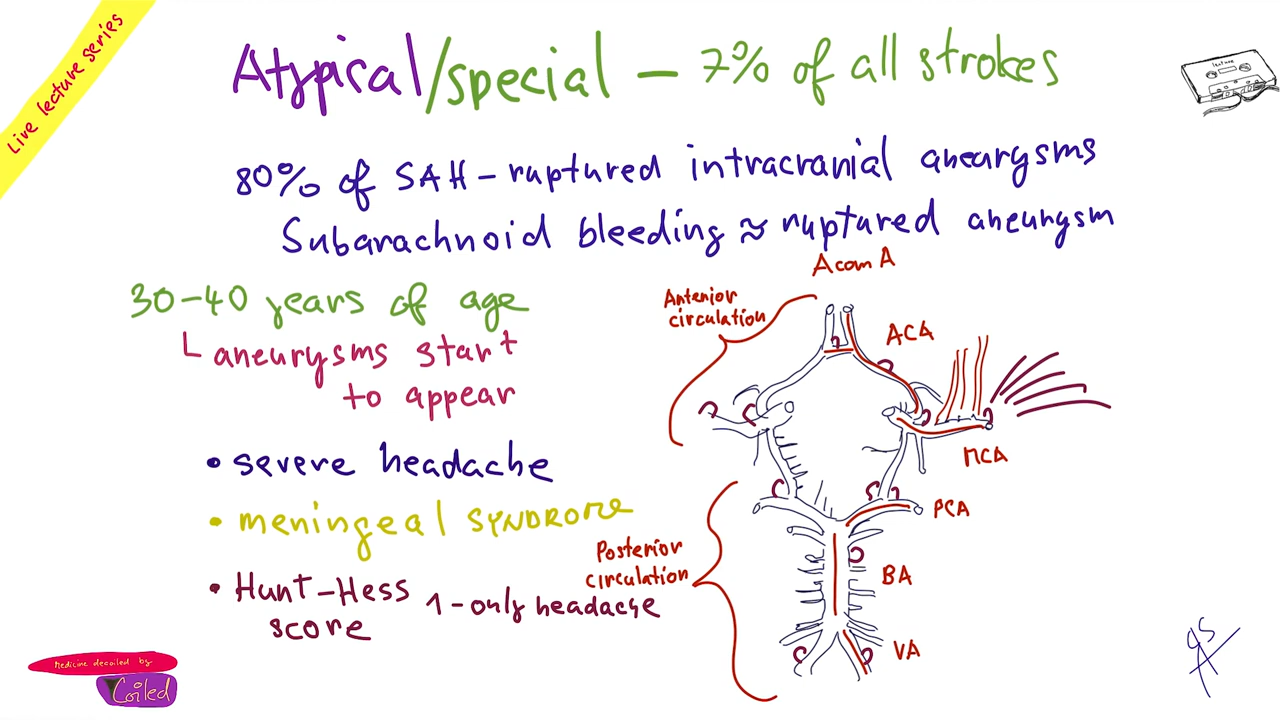 Live lecture series
Atypical/special – 7% of all strokes
lecture
80% of SAH – ruptured intracranial aneurysms
Subarachnoid bleeding ≈ ruptured aneurysm
AcomA
30-40 years of age
Anterior
circulation
ACA
aneurysms start
to appear
• severe headache
MCA
• meningeal SYNDROME
PCA
Posterior
circulation
BA
• Hunt-Hess
score
1 - only headache
VA
Medicine decoiled by
Coiled